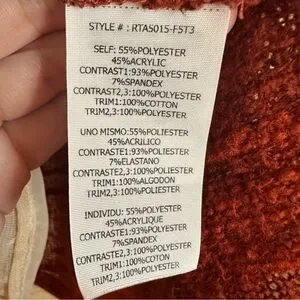 STYLE # : RTA5015-F5T3
SELF: 55%POLYESTER
45%ACRYLIC
CONTRAST1:93%POLYESTER
7%SPANDEX
CONTRAST2,3:100%POLYESTER
TRIM1:100%COTTON
TRIM2,3:100%POLYESTER
UNO MISMO:55%POLIESTER
45%ACRILICO
CONTRASTE1:93%POLIESTER
7%ELASTANO
CONTRASTE2,3:100%POLIESTER
TRIM1:100%ALGODON
TRIM2,3:100%POLIESTER
INDIVIDU: 55%POLYESTER
45%ACRYLIQUE
CONTRASTE1:93%POLYESTER
7%SPANDEX
CONTRASTE2,3:100%POLYESTER
TRIM1:100%COTON
TRIM2,3:100%POLYESTER